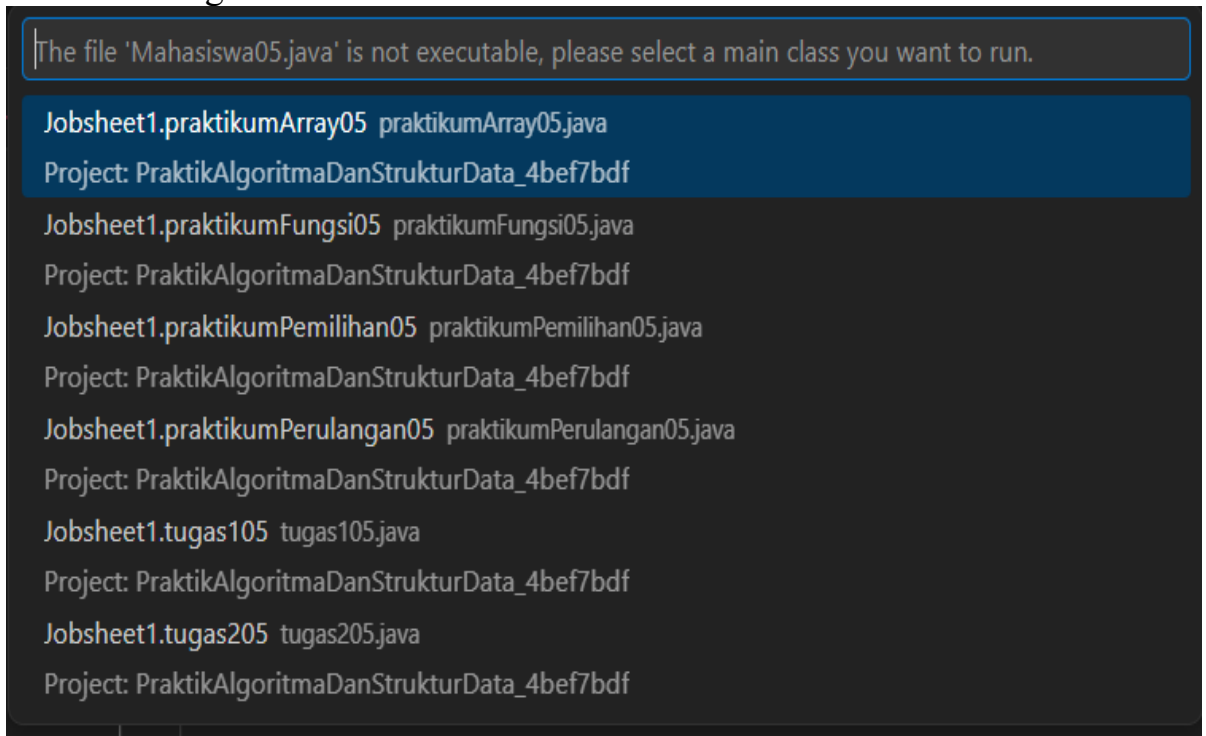 The file 'Mahasiswa05.java' is not executable, please select a main class you want to run.
Jobsheet1.praktikumArray05 praktikumArray05.java
Project: PraktikAlgoritmaDanStrukturData_4bef7bdf
Jobsheet1.praktikumFungsi05 praktikumFungsi05.java
Project: PraktikAlgoritmaDanStrukturData_4bef7bdf
Jobsheet1.praktikumPemilihan05 praktikumPemilihan05.java
Project: PraktikAlgoritmaDanStrukturData_4bef7bdf
Jobsheet1.praktikumPerulangan05 praktikumPerulangan05.java
Project: PraktikAlgoritmaDanStrukturData_4bef7bdf
Jobsheet1.tugas105 tugas105.java
Project: PraktikAlgoritmaDanStrukturData_4bef7bdf
Jobsheet1.tugas205 tugas205.java
Project: PraktikAlgoritmaDanStrukturData_4bef7bdf